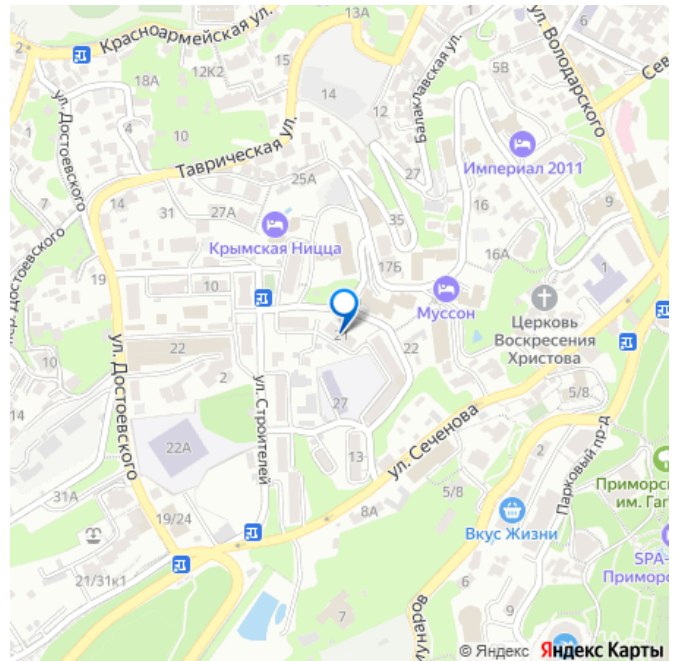 13А
6
Красноармейская ул.
2
15
12К2
18А
14
5В
ул. Володарского
Сев
4
12
Балаклавская ул.
10
ул. Достоевского
Таврическая ул.
25А
27
Империал 2011
7
14
31
27А
35
16
9
Крымская Ницца
16А
17Б
19
1
Муссон
Церковь
Воскресения
Христова
ул. Достоевского
21
22
22
3
2
ул. Строителей
5/8
14
27
ул. Сеченова
22А
13
2
Парковый пр-д
31А
5/8
Приморс
им. Гаг
19/24
8А
Вкус Жизни
21/31к1
SPA-
Приморс
6
7
9
10
© Яндекс Яндекс Карты